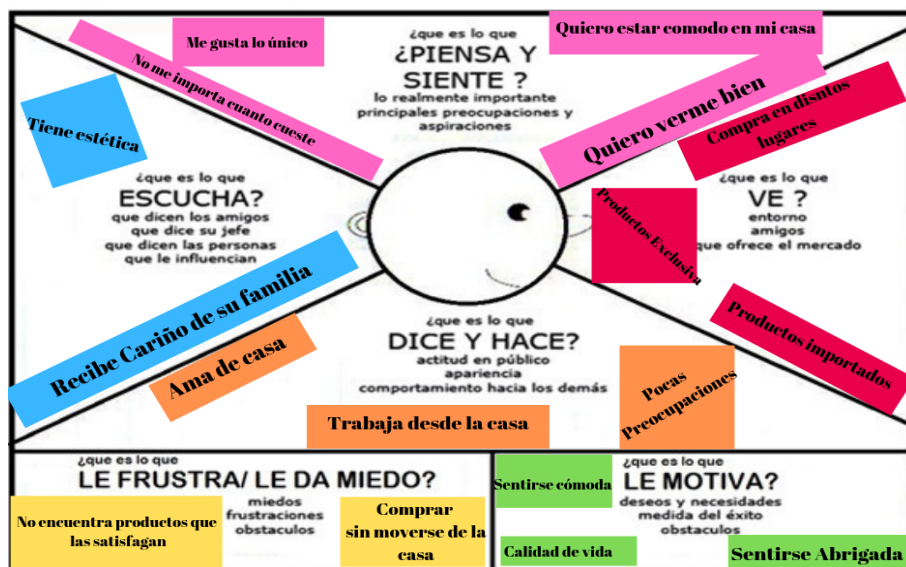 Me gusta lo único
No me importa cuanto cueste
¿que es lo que
¿PIENSA Y
SIENTE ?
lo realmente importante
principales preocupaciones y
aspiraciones
Quiero estar comodo en mi casa
Quiero verme bien
Tiene estética
¿que es lo que
ESCUCHA?
que dicen los amigos
que dice su jefe
que dicen las personas
que le influencian
Recibe Cariño de su familia
Compra en disntos
lugares
¿que es lo que
VE ?
entorno
amigos
que ofrece el mercado
Productos Exclusiva
Productos importados
¿que es lo que
DICE Y HACE?
actitud en público
apariencia
comportamiento hacia los demás
Ama de casa
Trabaja desde la casa
Pocas
Preocupaciones
¿que es lo que
LE FRUSTRA/ LE DA MIEDO?
miedos
frustraciones
obstaculos
No encuentra productos que
las satisfagan
Comprar
sin moverse de la
casa
¿que es lo que
LE MOTIVA?
deseos y necesidades
medida del éxito
obstaculos
Sentirse cómoda
Calidad de vida
Sentirse Abrigada